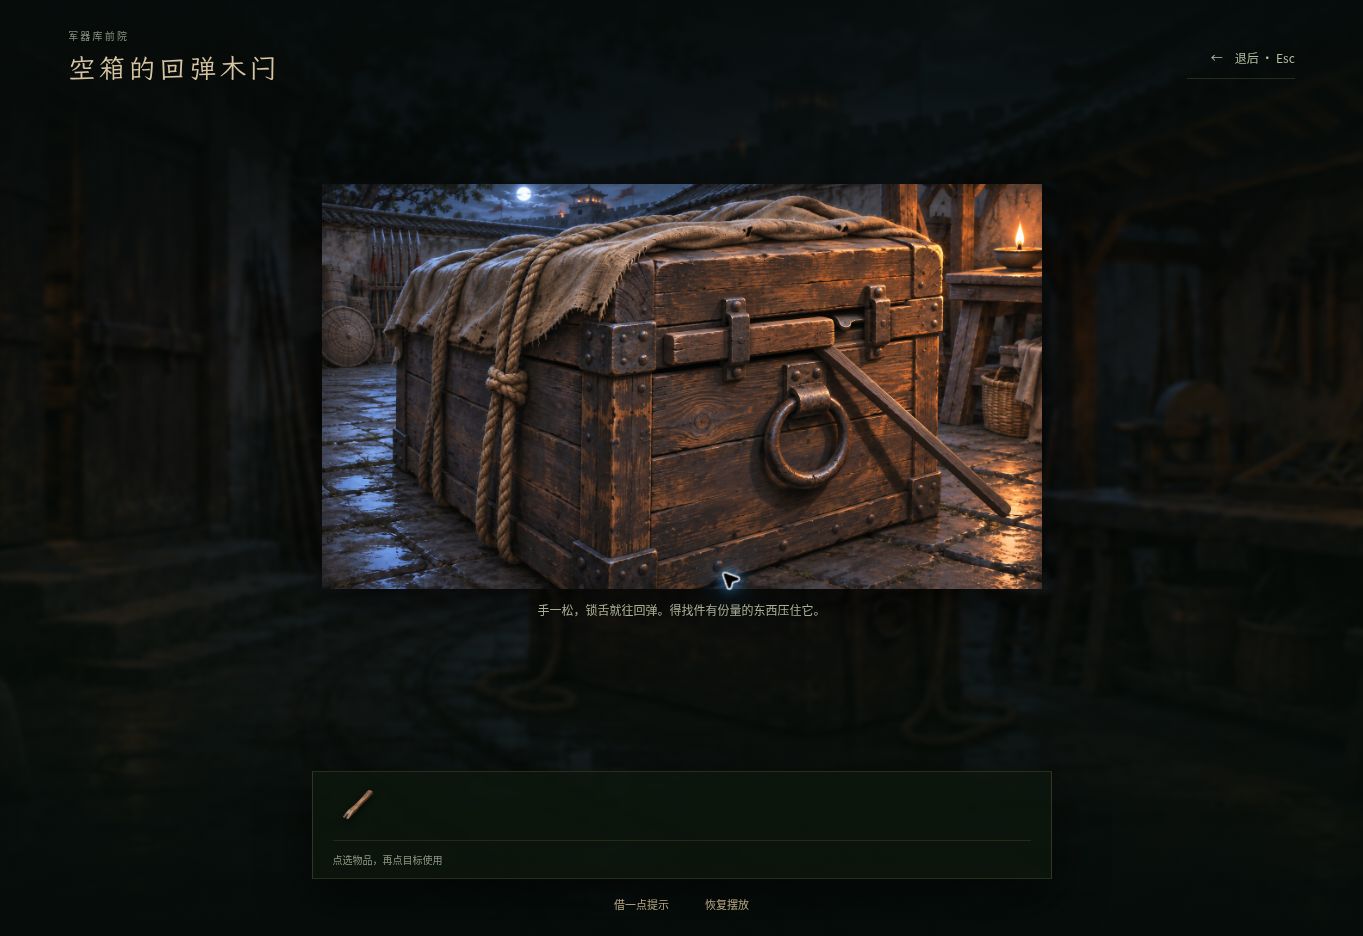 军器库前院
空箱的回弹木闩
← 退后 · Esc
手一松，锁舌就往回弹。得找件有份量的东西压住它。
点选物品，再点目标使用
借一点提示
恢复摆放